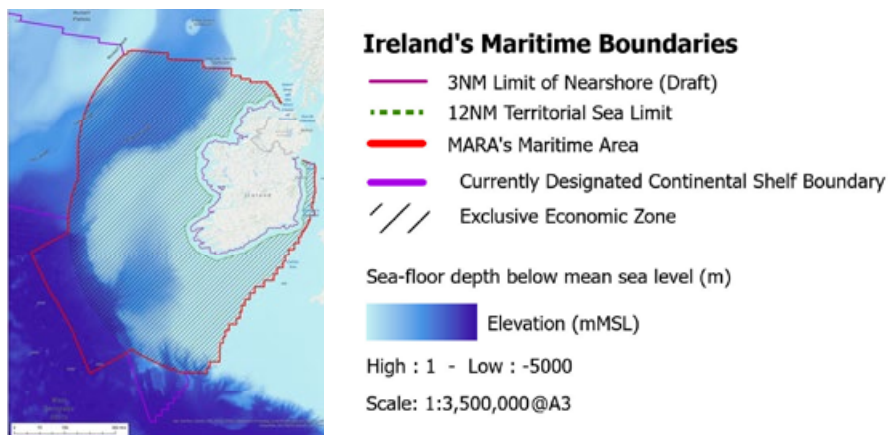 Ireland's Maritime Boundaries
3NM Limit of Nearshore (Draft)
12NM Territorial Sea Limit
MARA's Maritime Area
Currently Designated Continental Shelf Boundary
Exclusive Economic Zone
Sea-floor depth below mean sea level (m)
Elevation (mMSL)
High : 1 - Low : -5000
Scale: 1:3,500,000@A3
Ireland